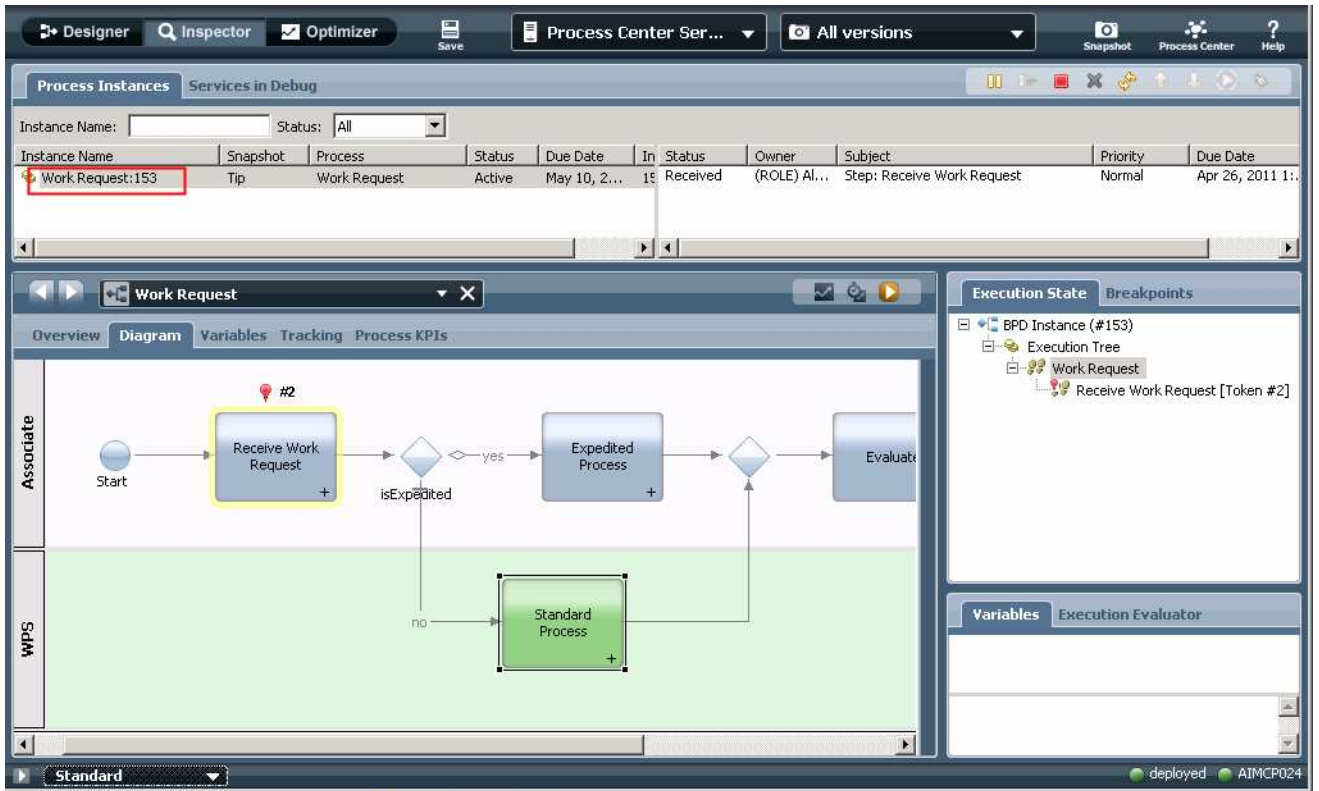 Designer Inspector Optimizer Save Process Center Ser... All versions Snapshot Process Center Help
Process Instances Services in Debug
Instance Name: Status: All
Instance Name Snapshot Process Status Due Date In Status Owner Subject Priority Due Date
Work Request:153 Tip Work Request Active May 10, 2... 15 Received (ROLE) Al... Step: Receive Work Request Normal Apr 26, 2011 1:.
Work Request
Overview Diagram Variables Tracking Process KPIs
Associate
#2
Start
Receive Work
Request
+
isExpedited
yes
Expedited
Process
+
Evaluate
WPS
no
Standard
Process
+
Execution State Breakpoints
BPD Instance (#153)
Execution Tree
Work Request
Receive Work Request [Token #2]
Variables Execution Evaluator
Standard
deployed AIMCP024